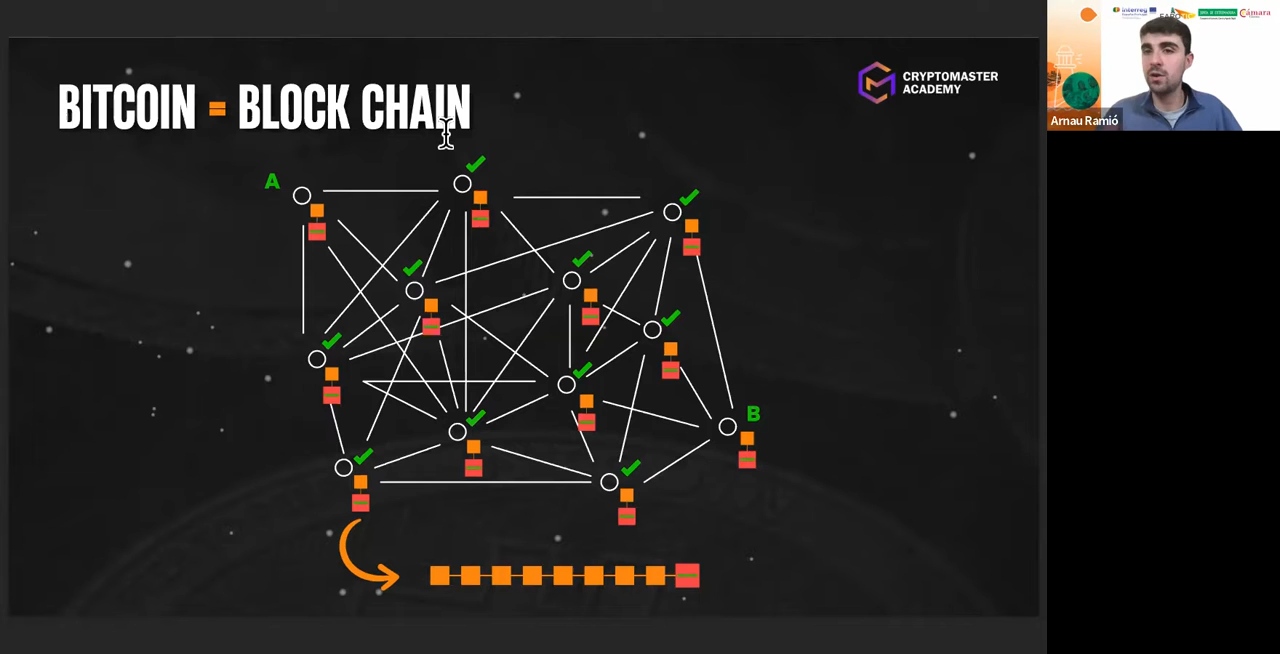 BITCOIN = BLOCK CHAIN
CRYPTOMASTER
ACADEMY
A
B
interreg
Cámara
Arnau Ramió